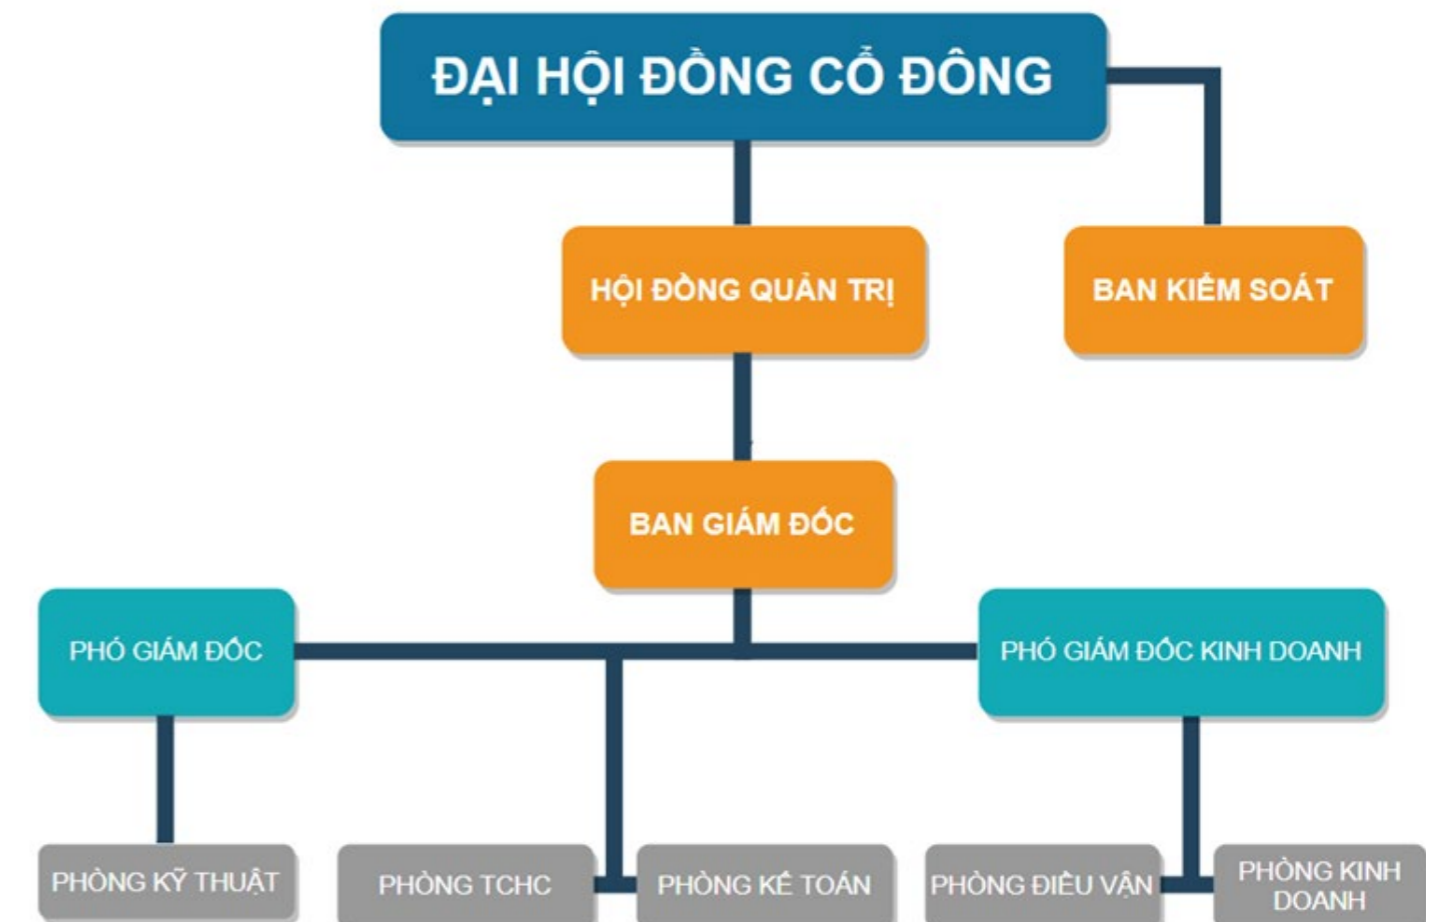 ĐẠI HỘI ĐỒNG CỔ ĐÔNG
HỘI ĐỒNG QUẢN TRỊ
BAN KIỂM SOÁT
BAN GIÁM ĐỐC
PHÓ GIÁM ĐỐC
PHÓ GIÁM ĐỐC KINH DOANH
PHÒNG KỸ THUẬT
PHÒNG TCHC
PHÒNG KẾ TOÁN
PHÒNG ĐIỀU VẬN
PHÒNG KINH
DOANH